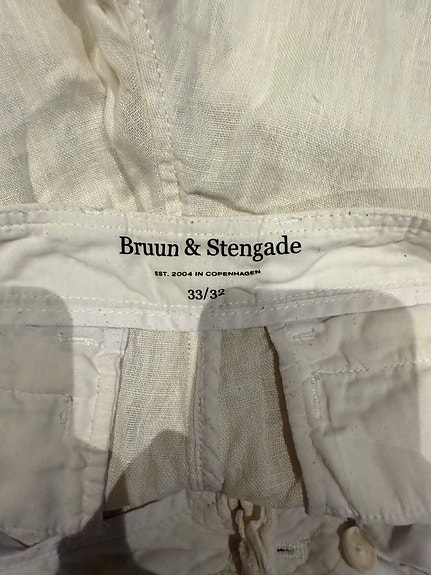 Bruun & Stengade
EST. 2004 IN COPENHAGEN
33/32